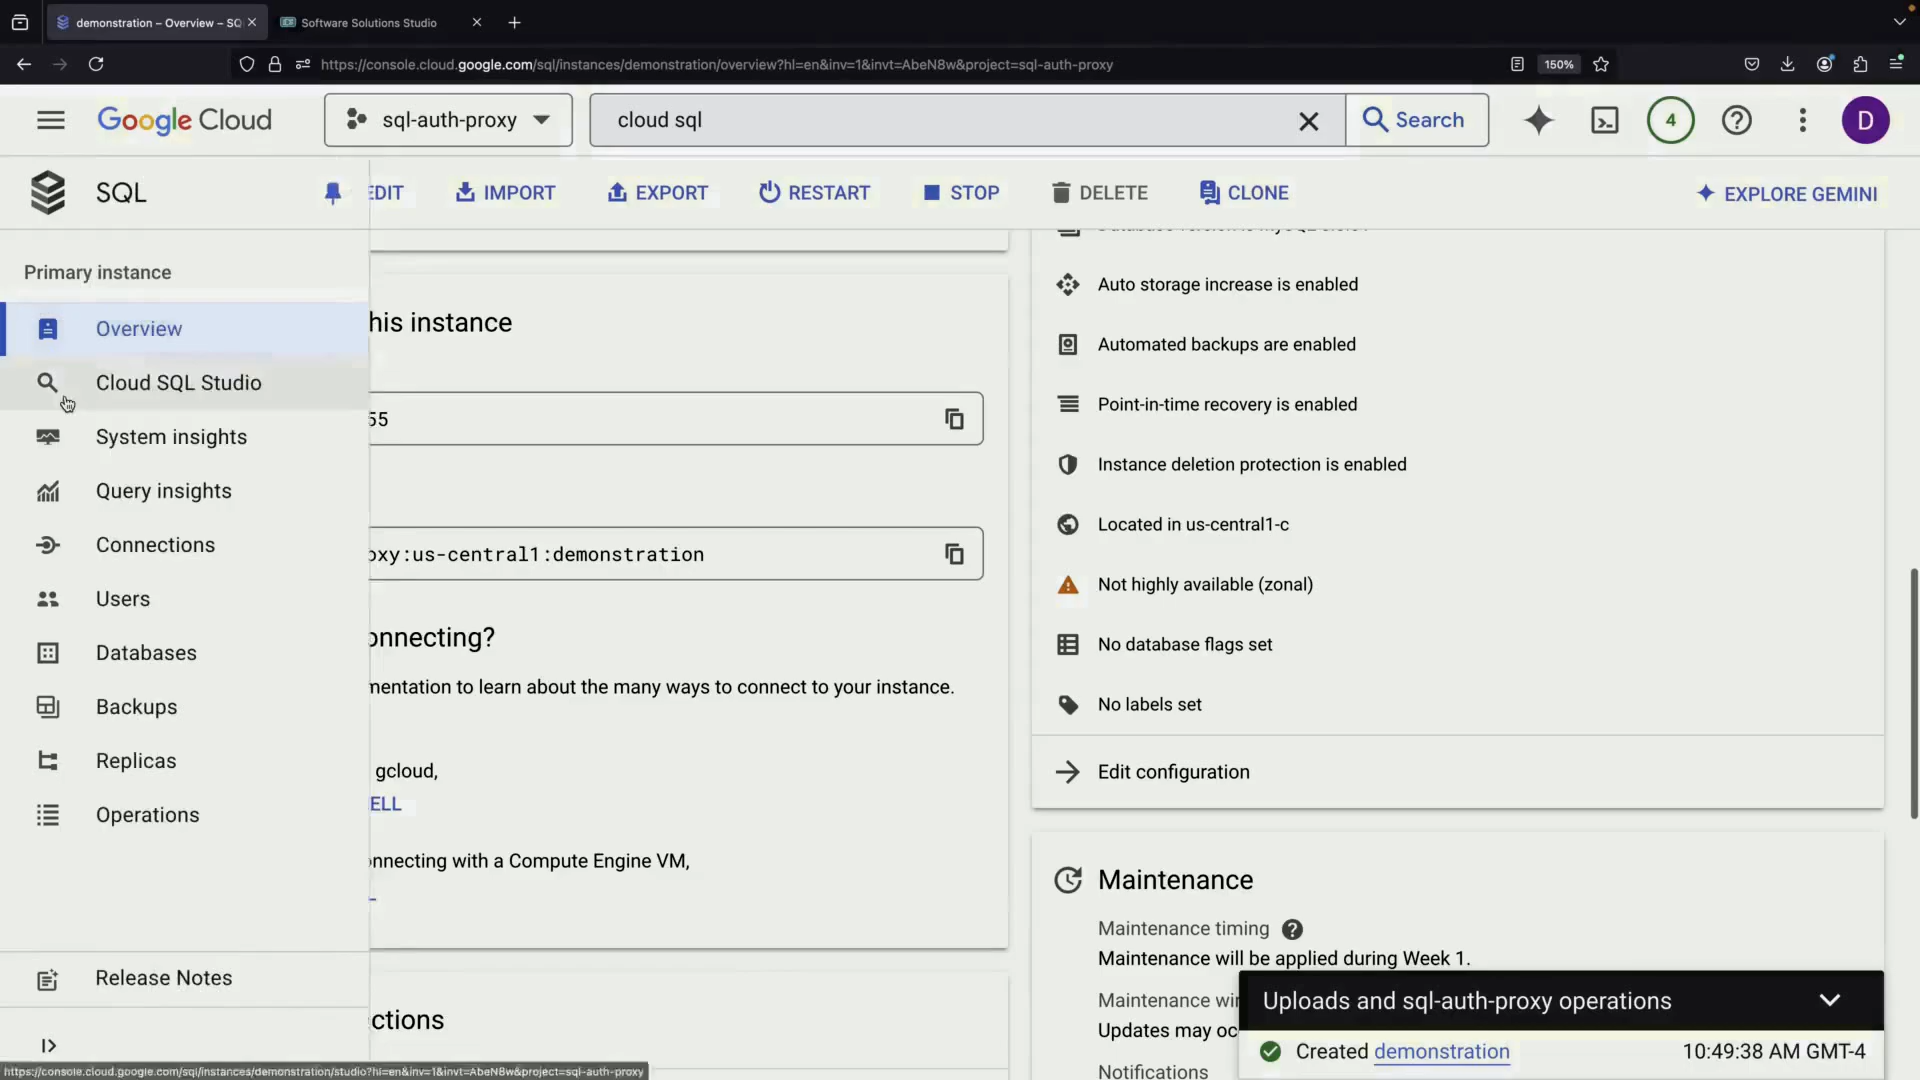 demonstration – Overview – SQ
Software Solutions Studio
https://console.cloud.google.com/sql/instances/demonstration/overview?hl=en&inv=1&invt=AbeN8w&project=sql-auth-proxy
150%
Google Cloud
sql-auth-proxy
cloud sql
Search
4
D
SQL
EDIT
IMPORT
EXPORT
RESTART
STOP
DELETE
CLONE
EXPLORE GEMINI
Primary instance
Overview
Cloud SQL Studio
System insights
Query insights
Connections
Users
Databases
Backups
Replicas
Operations
Release Notes
his instance
55
oxy:us-central1:demonstration
onnecting?
mentation to learn about the many ways to connect to your instance.
gcloud,
ELL
onnecting with a Compute Engine VM,
ctions
Auto storage increase is enabled
Automated backups are enabled
Point-in-time recovery is enabled
Instance deletion protection is enabled
Located in us-central1-c
Not highly available (zonal)
No database flags set
No labels set
Edit configuration
Maintenance
Maintenance timing
Maintenance will be applied during Week 1.
Maintenance wi
Updates may oc
Notifications
Uploads and sql-auth-proxy operations
Created demonstration
10:49:38 AM GMT-4
https://console.cloud.google.com/sql/instances/demonstration/studio?hl=en&inv=1&invt=AbeN8w&project=sql-auth-proxy